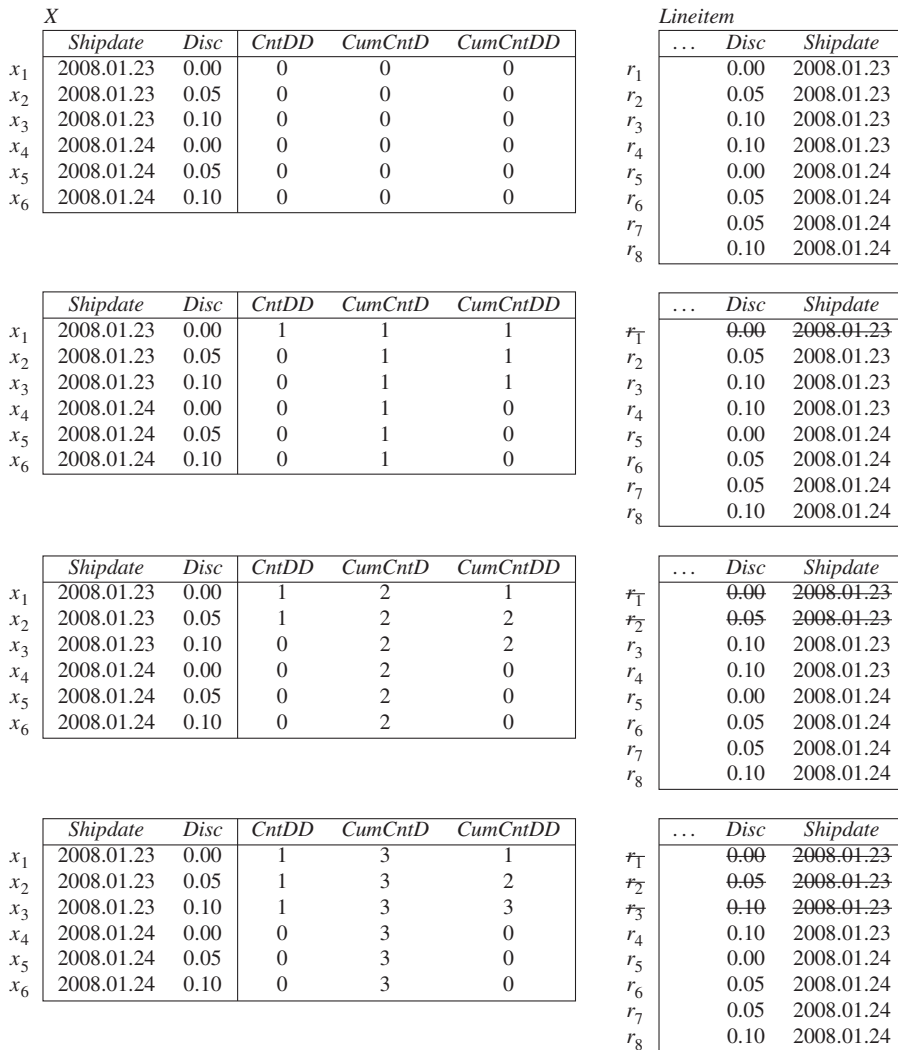 X
Shipdate Disc CntDD CumCntD CumCntDD
x1 2008.01.23 0.00 0 0 0
x2 2008.01.23 0.05 0 0 0
x3 2008.01.23 0.10 0 0 0
x4 2008.01.24 0.00 0 0 0
x5 2008.01.24 0.05 0 0 0
x6 2008.01.24 0.10 0 0 0
Lineitem
... Disc Shipdate
r1 0.00 2008.01.23
r2 0.05 2008.01.23
r3 0.10 2008.01.23
r4 0.10 2008.01.23
r5 0.00 2008.01.24
r6 0.05 2008.01.24
r7 0.05 2008.01.24
r8 0.10 2008.01.24
Shipdate Disc CntDD CumCntD CumCntDD
x1 2008.01.23 0.00 1 1 1
x2 2008.01.23 0.05 0 1 1
x3 2008.01.23 0.10 0 1 1
x4 2008.01.24 0.00 0 1 0
x5 2008.01.24 0.05 0 1 0
x6 2008.01.24 0.10 0 1 0
... Disc Shipdate
r1 0.00 2008.01.23
r2 0.05 2008.01.23
r3 0.10 2008.01.23
r4 0.10 2008.01.23
r5 0.00 2008.01.24
r6 0.05 2008.01.24
r7 0.05 2008.01.24
r8 0.10 2008.01.24
Shipdate Disc CntDD CumCntD CumCntDD
x1 2008.01.23 0.00 1 2 1
x2 2008.01.23 0.05 1 2 2
x3 2008.01.23 0.10 0 2 2
x4 2008.01.24 0.00 0 2 0
x5 2008.01.24 0.05 0 2 0
x6 2008.01.24 0.10 0 2 0
... Disc Shipdate
r1 0.00 2008.01.23
r2 0.05 2008.01.23
r3 0.10 2008.01.23
r4 0.10 2008.01.23
r5 0.00 2008.01.24
r6 0.05 2008.01.24
r7 0.05 2008.01.24
r8 0.10 2008.01.24
Shipdate Disc CntDD CumCntD CumCntDD
x1 2008.01.23 0.00 1 3 1
x2 2008.01.23 0.05 1 3 2
x3 2008.01.23 0.10 1 3 3
x4 2008.01.24 0.00 0 3 0
x5 2008.01.24 0.05 0 3 0
x6 2008.01.24 0.10 0 3 0
... Disc Shipdate
r1 0.00 2008.01.23
r2 0.05 2008.01.23
r3 0.10 2008.01.23
r4 0.10 2008.01.23
r5 0.00 2008.01.24
r6 0.05 2008.01.24
r7 0.05 2008.01.24
r8 0.10 2008.01.24